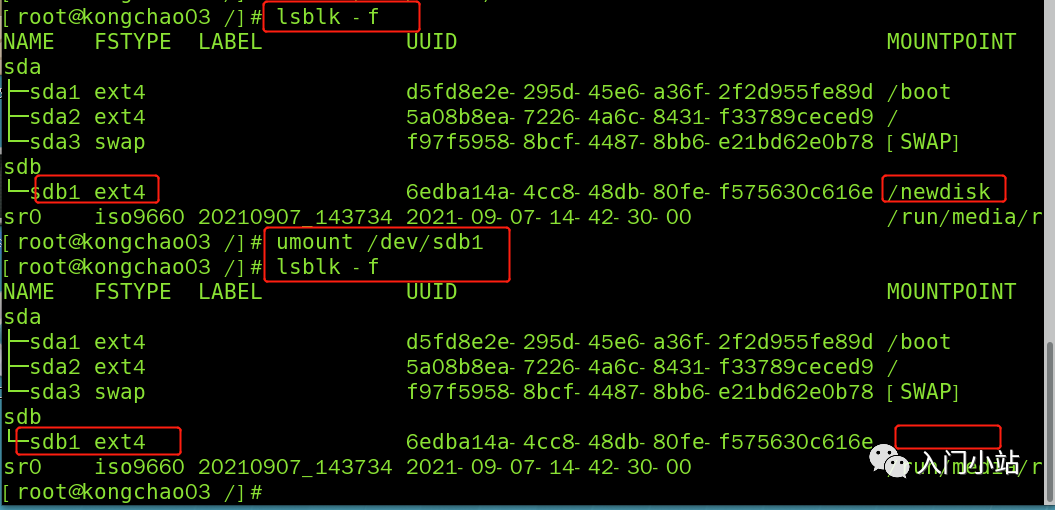 [root@kongchao03 /]# lsblk -f
NAME FSTYPE LABEL UUID MOUNTPOINT
sda
├─sda1 ext4 d5fd8e2e-295d-45e6-a36f-2f2d955fe89d /boot
├─sda2 ext4 5a08b8ea-7226-4a6c-8431-f33789ceced9 /
└─sda3 swap f97f5958-8bcf-4487-8bb6-e21bd62e0b78 [SWAP]
sdb
└─sdb1 ext4 6edba14a-4cc8-48db-80fe-f575630c616e /newdisk
sr0 iso9660 20210907_143734 2021-09-07-14-42-30-00 /run/media/r
[root@kongchao03 /]# umount /dev/sdb1
[root@kongchao03 /]# lsblk -f
NAME FSTYPE LABEL UUID MOUNTPOINT
sda
├─sda1 ext4 d5fd8e2e-295d-45e6-a36f-2f2d955fe89d /boot
├─sda2 ext4 5a08b8ea-7226-4a6c-8431-f33789ceced9 /
└─sda3 swap f97f5958-8bcf-4487-8bb6-e21bd62e0b78 [SWAP]
sdb
└─sdb1 ext4 6edba14a-4cc8-48db-80fe-f575630c616e
sr0 iso9660 20210907_143734 2021-09-07-14-42-30-00 /run/media/r
入门小站
[root@kongchao03 /]#